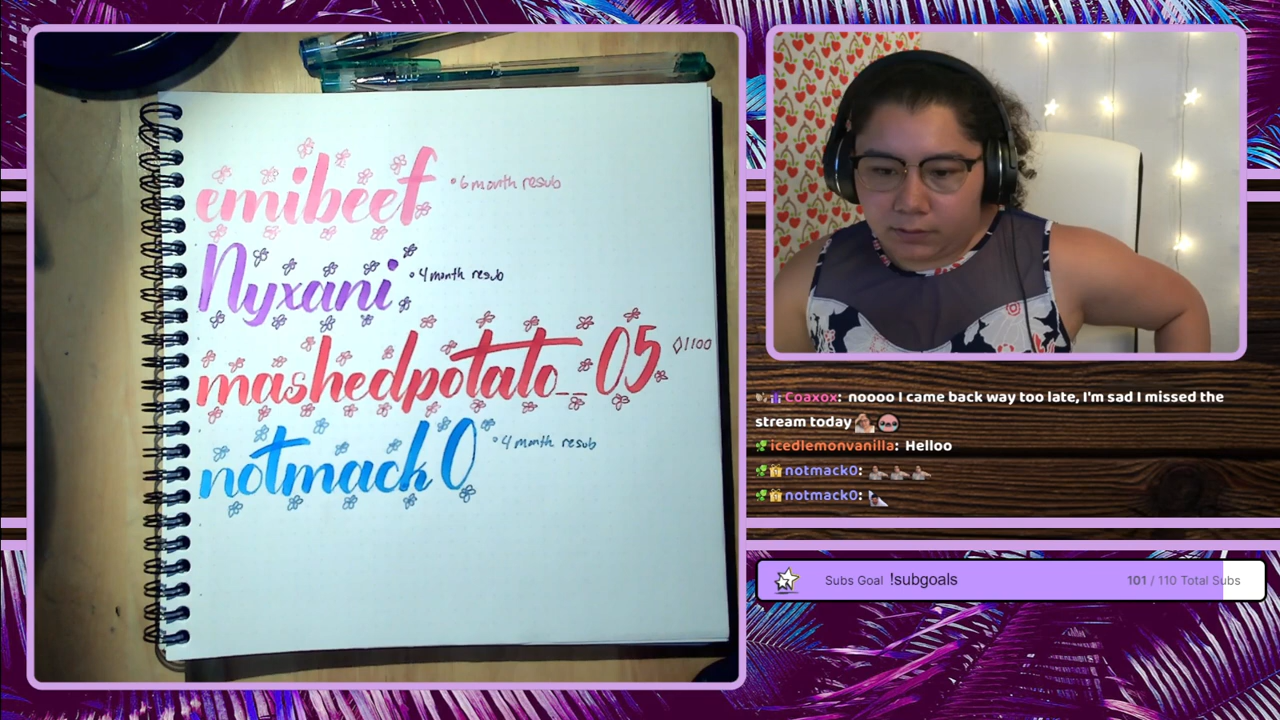 emibeef • 6 month resub
Nyxani • 4 month resub
mashedpotato_05 ◊1100
notmack0 • 4 month resub
Coaxox: noooo I came back way too late, I'm sad I missed the
stream today
icedlemonvanilla: Helloo
notmack0:
notmack0:
Subs Goal !subgoals 101 / 110 Total Subs